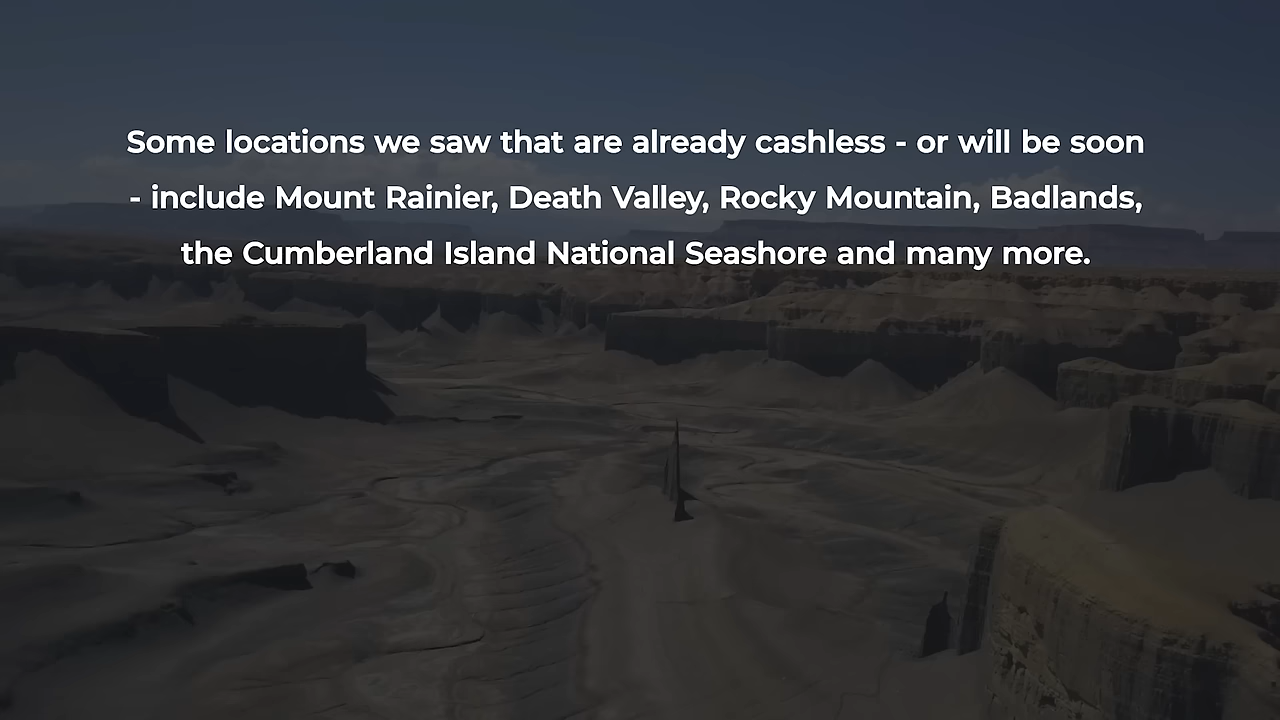 Some locations we saw that are already cashless - or will be soon
- include Mount Rainier, Death Valley, Rocky Mountain, Badlands,
the Cumberland Island National Seashore and many more.